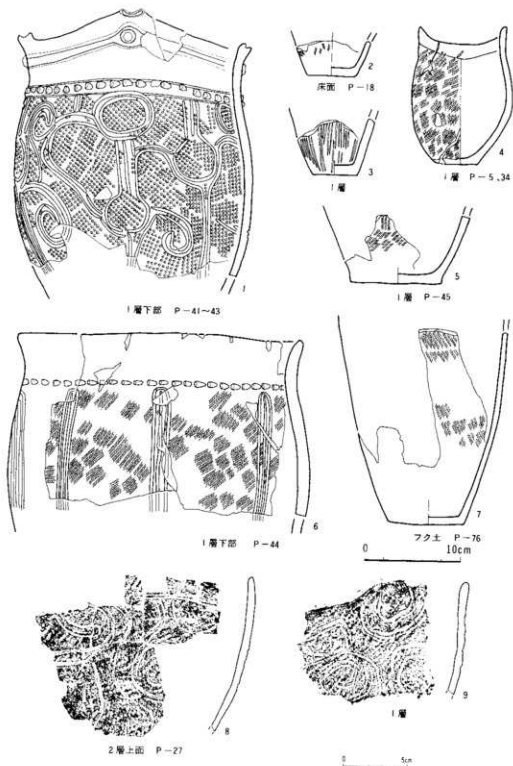 1
1層下部 P-41~43
2
床面 P-18
3
1層
4
1層 P-5,34
5
1層 P-45
6
1層下部 P-44
7
フク土 P-76
0 10cm
8
2層上面 P-27
9
1層
0 5cm